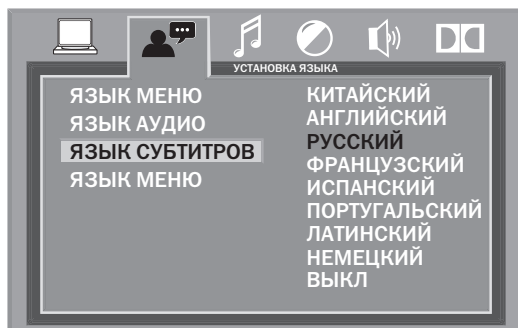 УСТАНОВКА ЯЗЫКА
ЯЗЫК МЕНЮ
ЯЗЫК АУДИО
ЯЗЫК СУБТИТРОВ
ЯЗЫК МЕНЮ
КИТАЙСКИЙ
АНГЛИЙСКИЙ
РУССКИЙ
ФРАНЦУЗСКИЙ
ИСПАНСКИЙ
ПОРТУГАЛЬСКИЙ
ЛАТИНСКИЙ
НЕМЕЦКИЙ
ВЫКЛ